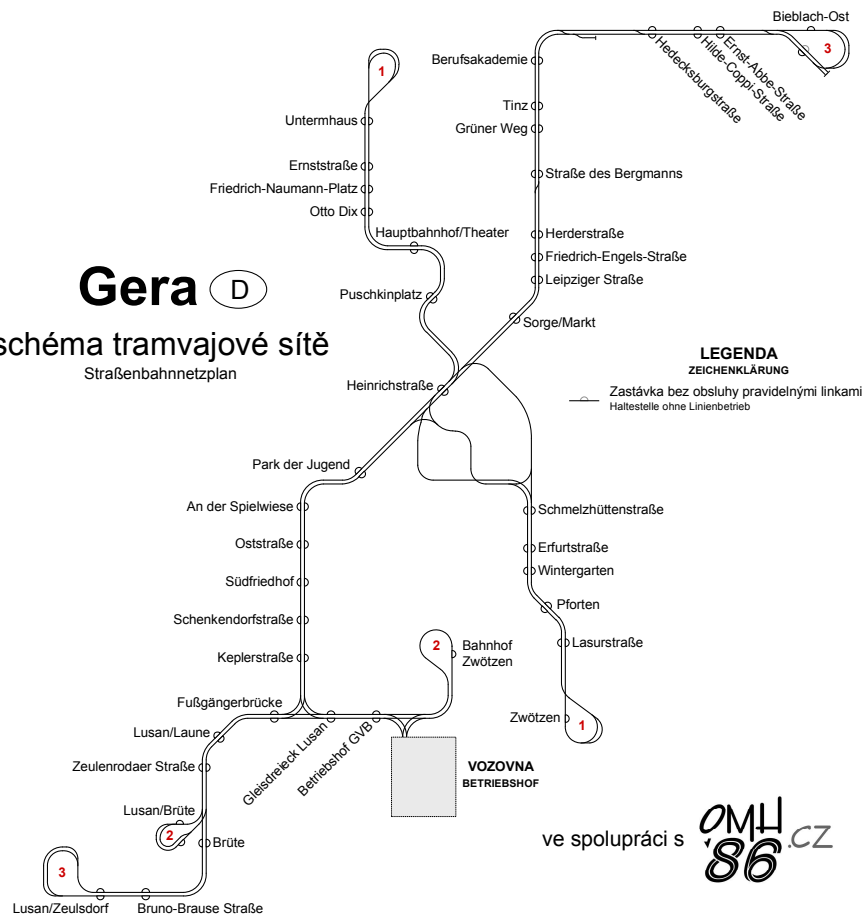 Bieblach-Ost
3
Berufsakademie
Hedecksburgstraße
Hilde-Coppi-Straße
Ernst-Abbe-Straße
1
Tinz
Grüner Weg
Untermhaus
Ernststraße
Straße des Bergmanns
Friedrich-Naumann-Platz
Otto Dix
Hauptbahnhof/Theater
Herderstraße
Friedrich-Engels-Straße
Leipziger Straße
Gera D
Puschkinplatz
Sorge/Markt
schéma tramvajové sítě
Straßenbahnnetzplan
LEGENDA
ZEICHENKLÄRUNG
Zastávka bez obsluhy pravidelnými linkami
Haltestelle ohne Linienbetrieb
Heinrichstraße
Park der Jugend
An der Spielwiese
Schmelzhüttenstraße
Oststraße
Erfurtstraße
Wintergarten
Südfriedhof
Pforten
Schenkendorfstraße
Lasurstraße
Keplerstraße
2
Bahnhof
Zwötzen
Fußgängerbrücke
Zwötzen
1
Lusan/Laune
Gleisdreieck Lusan
Betriebshof GVB
Zeulenrodaer Straße
VOZOVNA
BETRIEBSHOF
Lusan/Brüte
2
Brüte
ve spolupráci s
OMH
'86.CZ
3
Lusan/Zeulsdorf
Bruno-Brause Straße